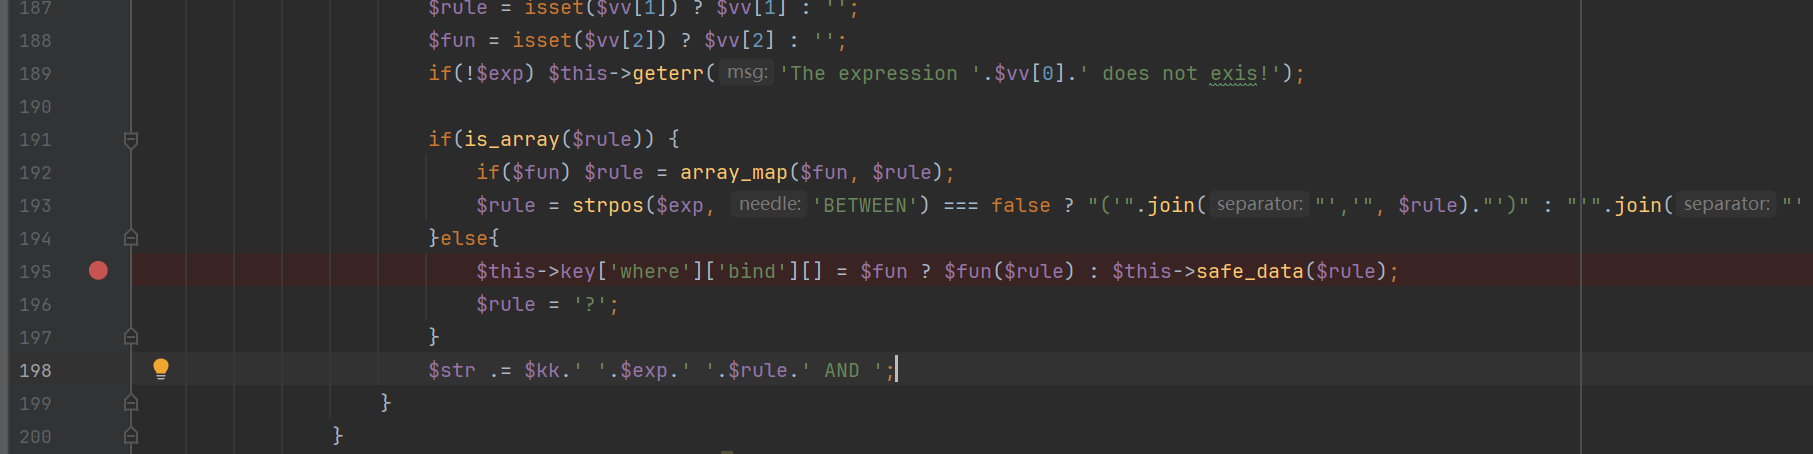 187 $rule = isset($vv[1]) ? $vv[1] : '';
188 $fun = isset($vv[2]) ? $vv[2] : '';
189 if(!$exp) $this->geterr( msg: 'The expression '.$vv[0].' does not exis!');
190
191 if(is_array($rule)) {
192 if($fun) $rule = array_map($fun, $rule);
193 $rule = strpos($exp, needle: 'BETWEEN') === false ? "('".join( separator: "','", $rule)."')" : "'".join( separator: "'
194 }else{
195 $this->key['where']['bind'][] = $fun ? $fun($rule) : $this->safe_data($rule);
196 $rule = '?';
197 }
198 $str .= $kk.' '.$exp.' '.$rule.' AND ';
199 }
200 }